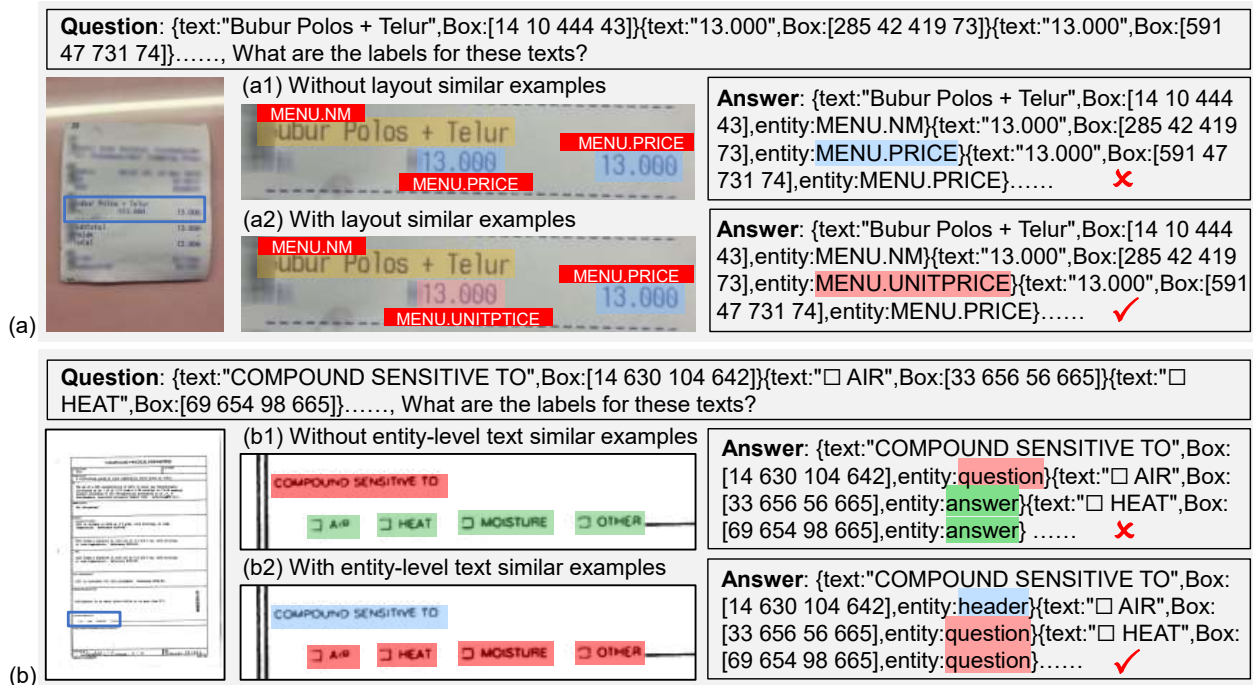 Question: {text:"Bubur Polos + Telur",Box:[14 10 444 43]}{text:"13.000",Box:[285 42 419 73]}{text:"13.000",Box:[591
47 731 74]}……, What are the labels for these texts?
(a1) Without layout similar examples
MENU.NM
ubur Polos + Telur
MENU.PRICE
13.000
13.000
MENU.PRICE
Answer: {text:"Bubur Polos + Telur",Box:[14 10 444
43],entity:MENU.NM}{text:"13.000",Box:[285 42 419
73],entity:MENU.PRICE}{text:"13.000",Box:[591 47
731 74],entity:MENU.PRICE}…… ✘
(a2) With layout similar examples
MENU.NM
ubur Polos + Telur
MENU.PRICE
13.000
13.000
MENU.UNITPTICE
Answer: {text:"Bubur Polos + Telur",Box:[14 10 444
43],entity:MENU.NM}{text:"13.000",Box:[285 42 419
73],entity:MENU.UNITPRICE}{text:"13.000",Box:[591
47 731 74],entity:MENU.PRICE}…… ✓
(a)
Question: {text:"COMPOUND SENSITIVE TO",Box:[14 630 104 642]}{text:"☐ AIR",Box:[33 656 56 665]}{text:"☐
HEAT",Box:[69 654 98 665]}……, What are the labels for these texts?
(b1) Without entity-level text similar examples
COMPOUND SENSITIVE TO
☐ AIR ☐ HEAT ☐ MOISTURE ☐ OTHER
Answer: {text:"COMPOUND SENSITIVE TO",Box:
[14 630 104 642],entity:question}{text:"☐ AIR",Box:
[33 656 56 665],entity:answer}{text:"☐ HEAT",Box:
[69 654 98 665],entity:answer} …… ✘
(b2) With entity-level text similar examples
COMPOUND SENSITIVE TO
☐ AIR ☐ HEAT ☐ MOISTURE ☐ OTHER
Answer: {text:"COMPOUND SENSITIVE TO",Box:
[14 630 104 642],entity:header}{text:"☐ AIR",Box:
[33 656 56 665],entity:question}{text:"☐ HEAT",Box:
[69 654 98 665],entity:question}…… ✓
(b)